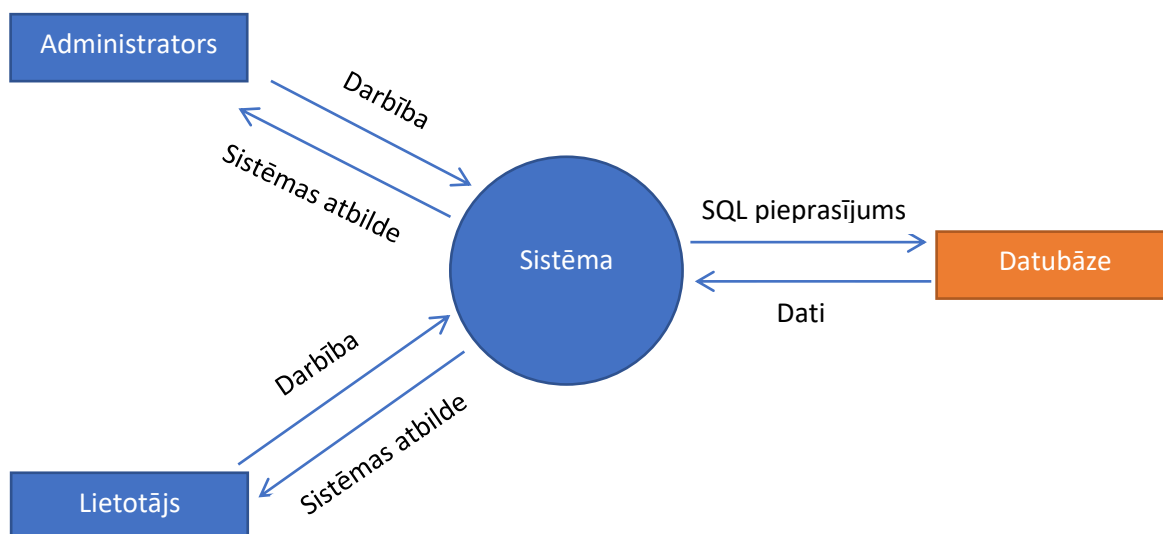 Administrators
Darbība
Sistēmas atbilde
SQL pieprasījums
Sistēma
Datubāze
Dati
Darbība
Sistēmas atbilde
Lietotājs